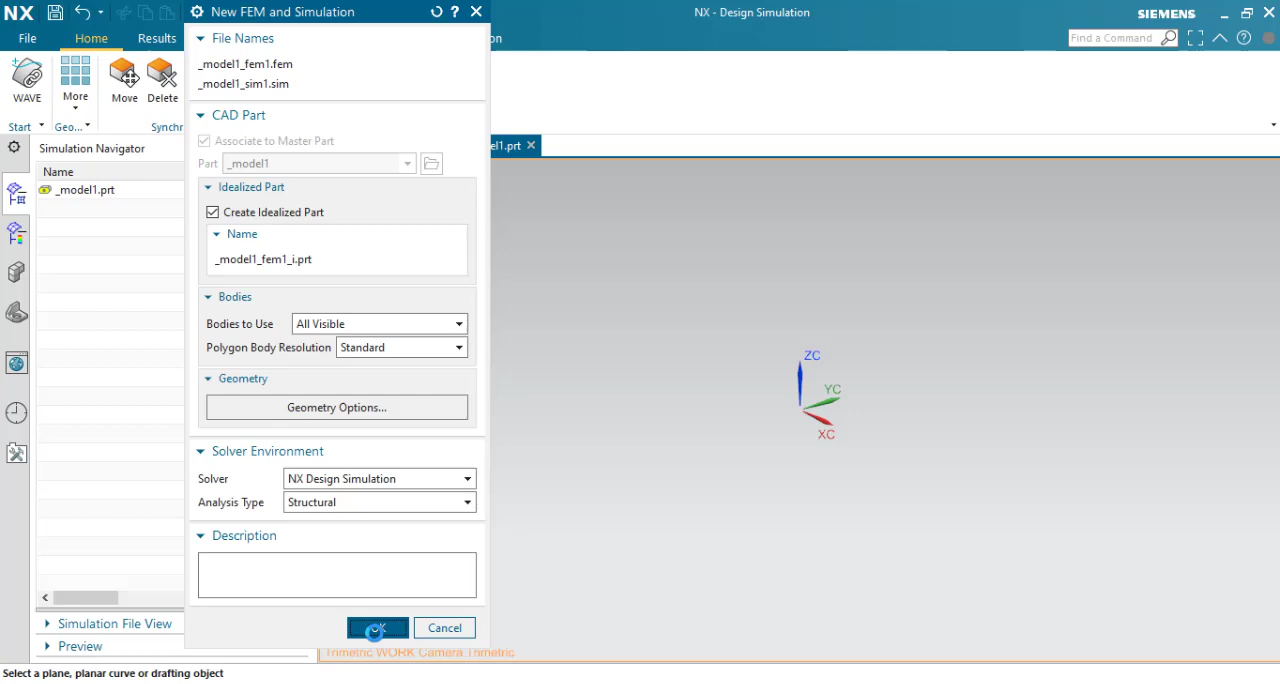 NX
New FEM and Simulation
NX - Design Simulation
SIEMENS
File
Home
Results
on
Find a Command
WAVE
More
Move
Delete
Start
Geo...
Synchr
File Names
_model1_fem1.fem
_model1_sim1.sim
CAD Part
Associate to Master Part
Part
_model1
Idealized Part
Create Idealized Part
Name
_model1_fem1_i.prt
Bodies
Bodies to Use
All Visible
Polygon Body Resolution
Standard
Geometry
Geometry Options...
Solver Environment
Solver
NX Design Simulation
Analysis Type
Structural
Description
OK
Cancel
Simulation Navigator
Name
_model1.prt
Simulation File View
Preview
el1.prt
ZC
YC
XC
Trimetric WORK Camera Trimetric
Select a plane, planar curve or drafting object